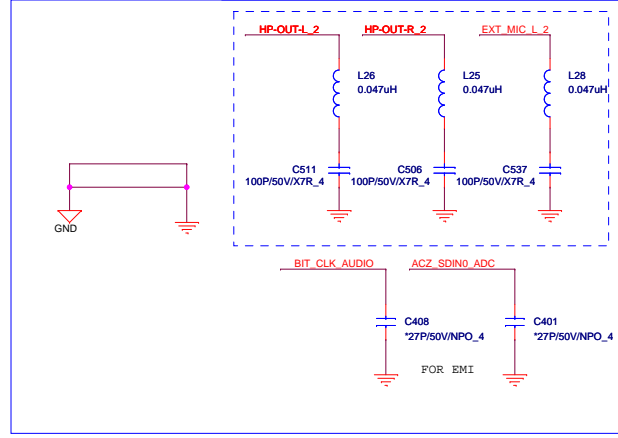 HP-OUT-L_2
HP-OUT-R_2
EXT_MIC_L_2
L26
0.047uH
L25
0.047uH
L28
0.047uH
C511
100P/50V/X7R_4
C506
100P/50V/X7R_4
C537
100P/50V/X7R_4
GND
BIT_CLK_AUDIO
ACZ_SDIN0_ADC
C408
*27P/50V/NPO_4
C401
*27P/50V/NPO_4
FOR EMI